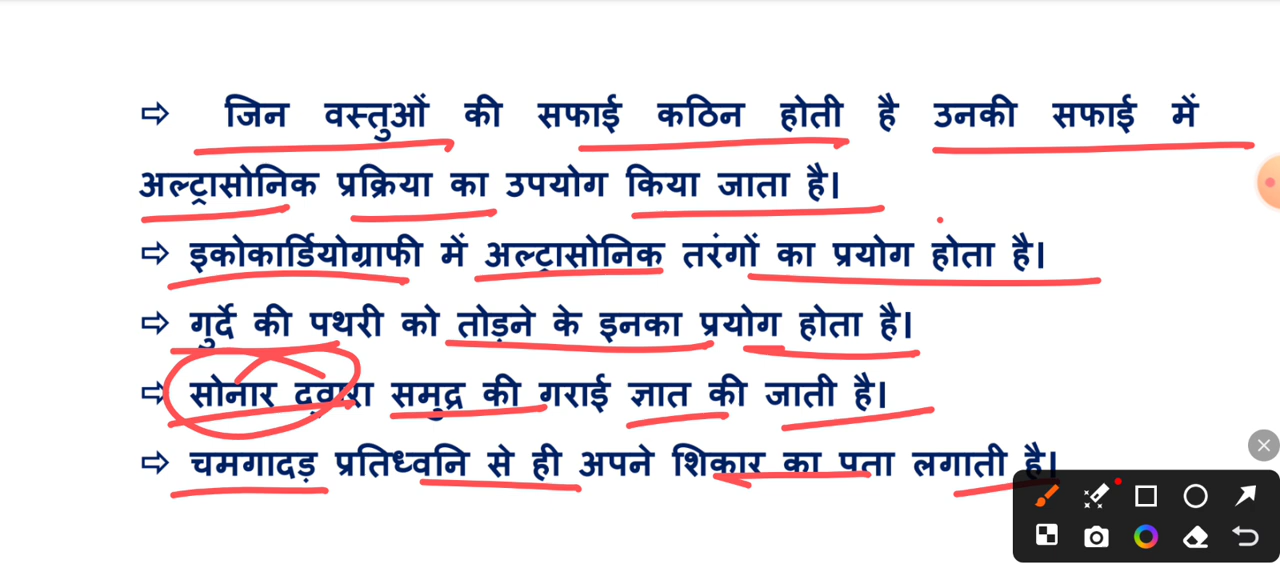 ⇨ जिन वस्तुओं की सफाई कठिन होती है उनकी सफाई में
अल्ट्रासोनिक प्रक्रिया का उपयोग किया जाता है।
⇨ इकोकार्डियोग्राफी में अल्ट्रासोनिक तरंगों का प्रयोग होता है।
⇨ गुर्दे की पथरी को तोड़ने के इनका प्रयोग होता है।
⇨ सोनार द्वारा समुद्र की गराई ज्ञात की जाती है।
⇨ चमगादड़ प्रतिध्वनि से ही अपने शिकार का पता लगाती है।